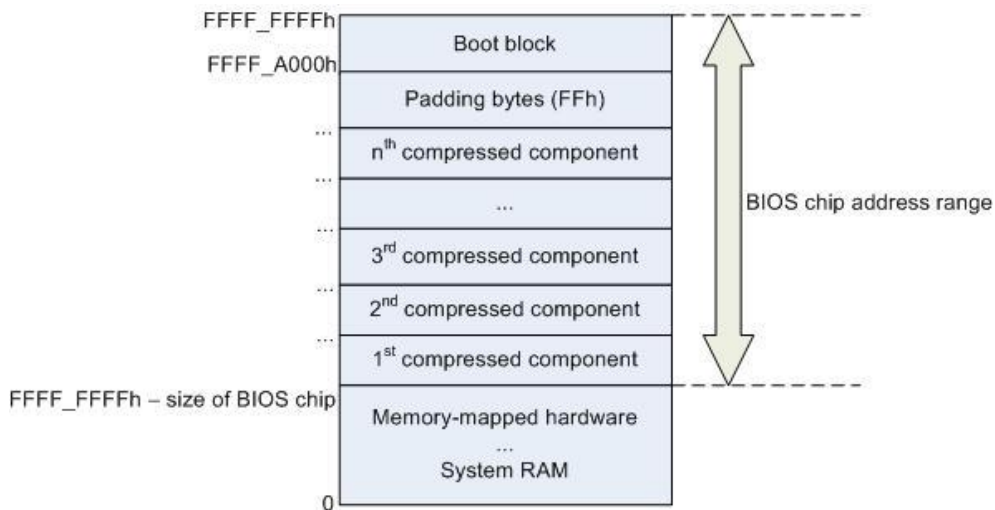 FFFF_FFFFh
Boot block
FFFF_A000h
Padding bytes (FFh)
...
nth compressed component
...
...
...
3rd compressed component
...
2nd compressed component
...
1st compressed component
FFFF_FFFFh – size of BIOS chip
Memory-mapped hardware
...
System RAM
0
BIOS chip address range